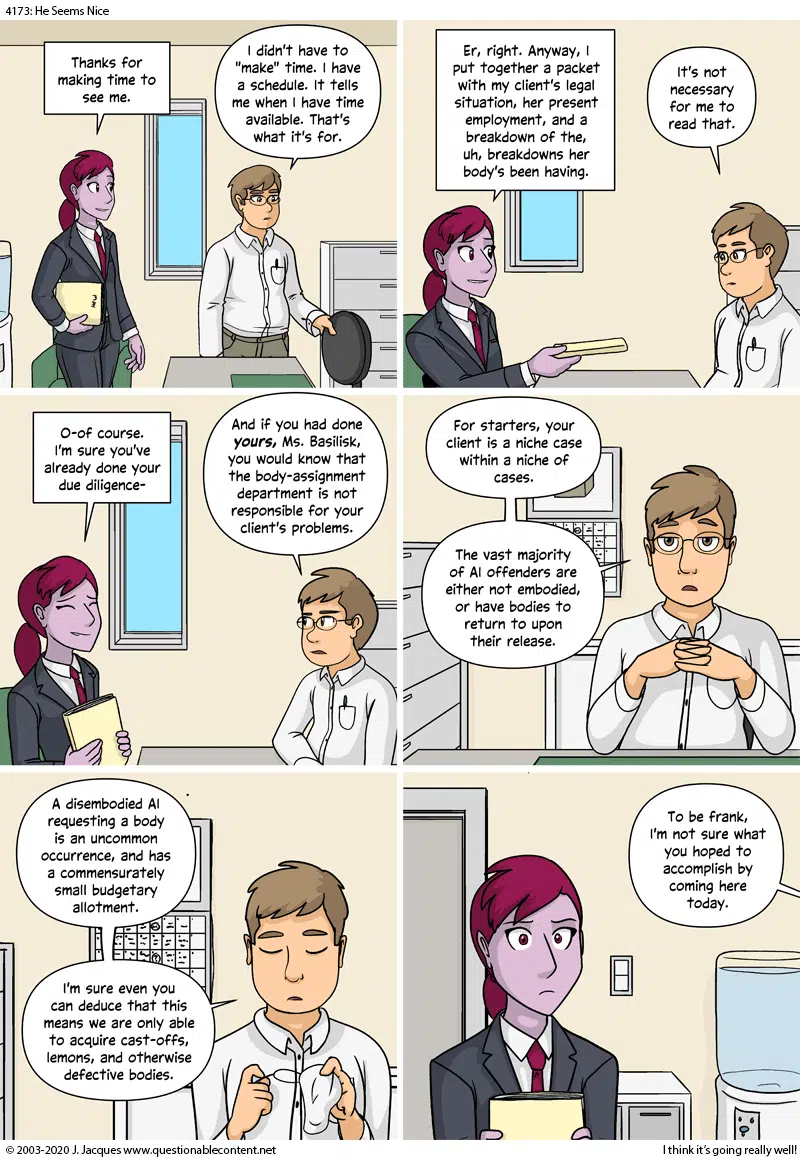 4173: He Seems Nice
Thanks for
making time to
see me.
I didn't have to
"make" time. I have
a schedule. It tells
me when I have time
available. That's
what it's for.
Er, right. Anyway, I
put together a packet
with my client's legal
situation, her present
employment, and a
breakdown of the,
uh, breakdowns her
body's been having.
It's not
necessary
for me to
read that.
O-of course.
I'm sure you've
already done your
due diligence-
And if you had done
yours, Ms. Basilisk,
you would know that
the body-assignment
department is not
responsible for your
client's problems.
For starters, your
client is a niche case
within a niche of
cases.
The vast majority
of AI offenders are
either not embodied,
or have bodies to
return to upon
their release.
A disembodied AI
requesting a body
is an uncommon
occurrence, and has
a commensurately
small budgetary
allotment.
I'm sure even you
can deduce that this
means we are only able
to acquire cast-offs,
lemons, and otherwise
defective bodies.
To be frank,
I'm not sure what
you hoped to
accomplish by
coming here
today.
© 2003-2020 J. Jacques www.questionablecontent.net
I think it's going really well!